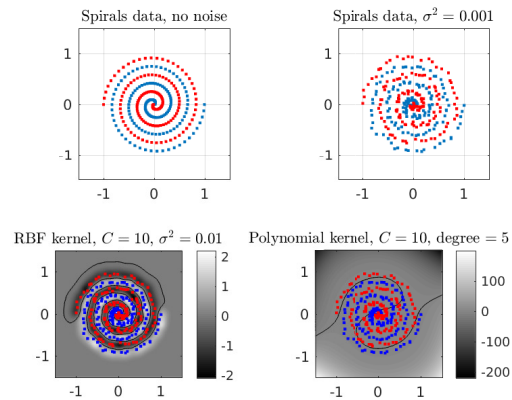 Spirals data, no noise
1
0
-1
-1 0 1
Spirals data, σ² = 0.001
1
0
-1
-1 0 1
RBF kernel, C = 10, σ² = 0.01
1
0
-1
-1 0 1
2
1
0
-1
-2
Polynomial kernel, C = 10, degree = 5
1
0
-1
-1 0 1
100
0
-100
-200